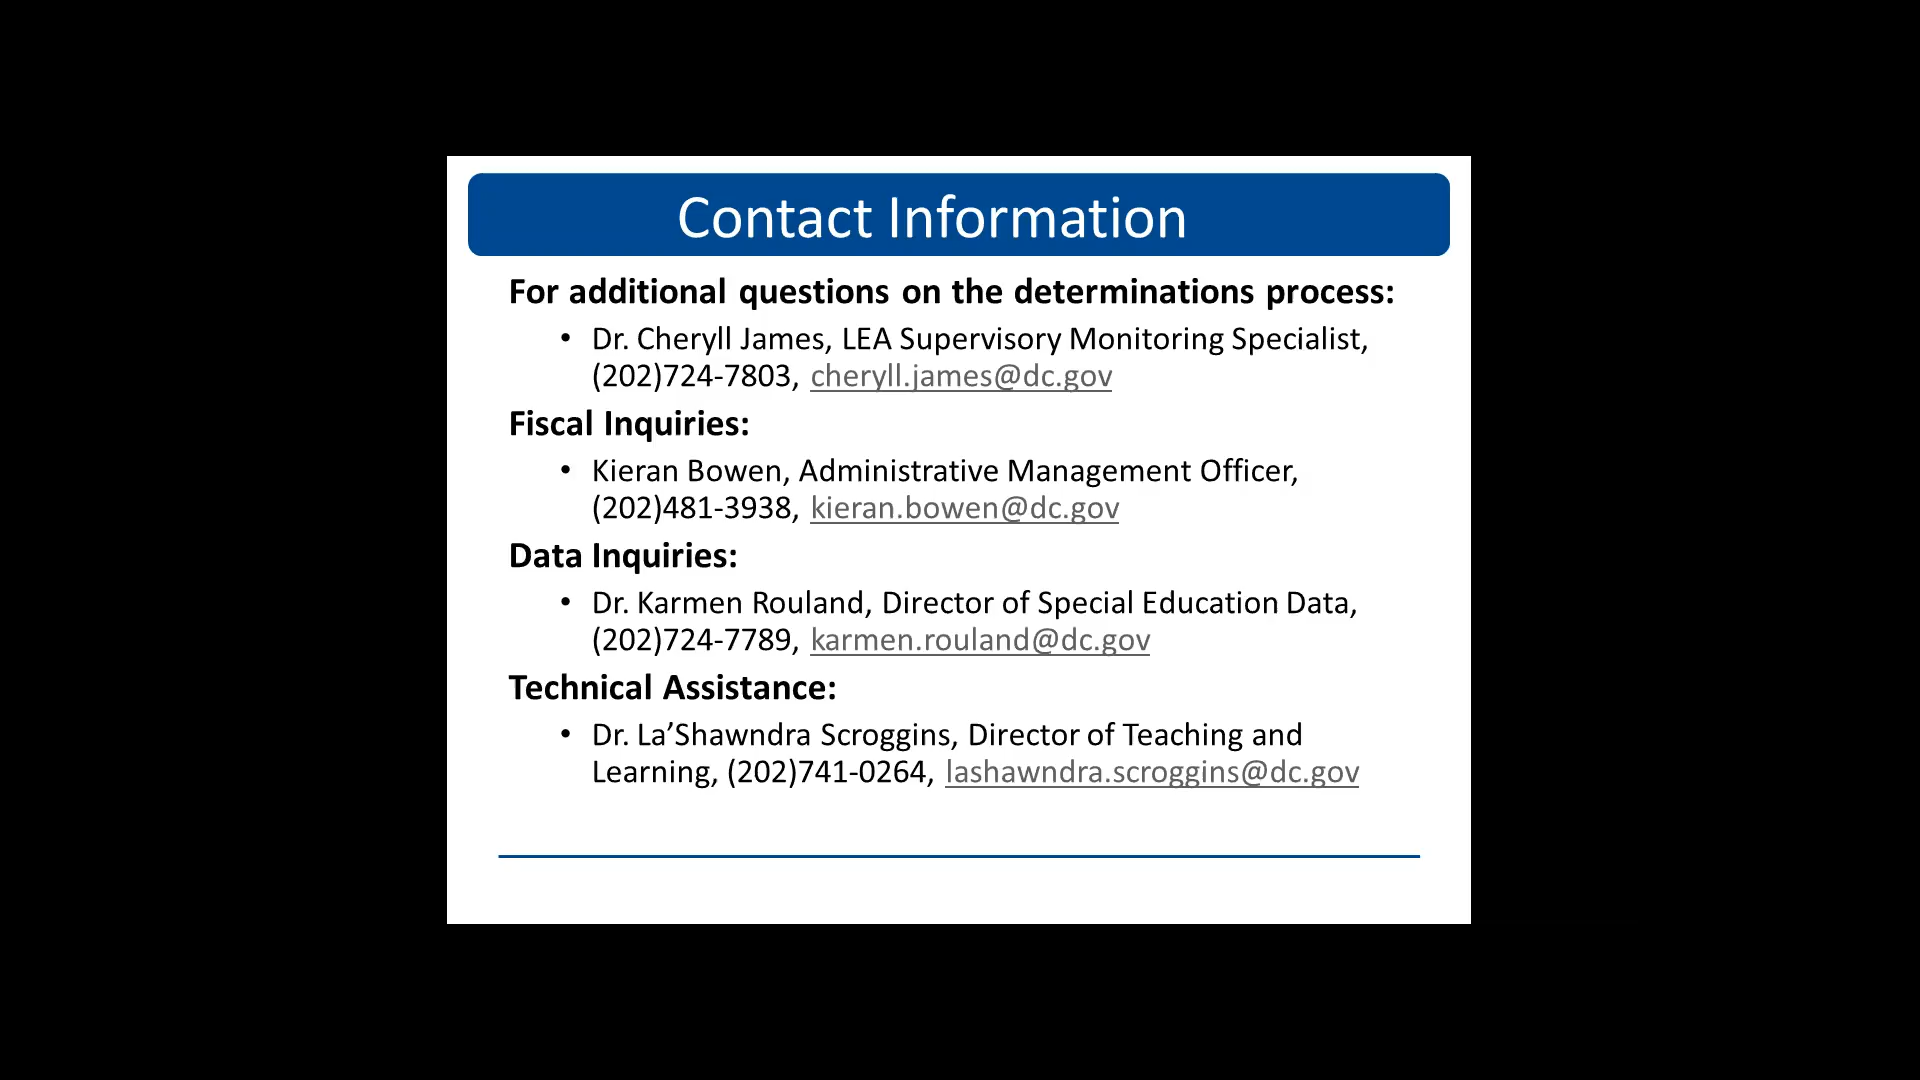 Contact Information
For additional questions on the determinations process:
• Dr. Cheryll James, LEA Supervisory Monitoring Specialist,
(202)724-7803, cheryll.james@dc.gov
Fiscal Inquiries:
• Kieran Bowen, Administrative Management Officer,
(202)481-3938, kieran.bowen@dc.gov
Data Inquiries:
• Dr. Karmen Rouland, Director of Special Education Data,
(202)724-7789, karmen.rouland@dc.gov
Technical Assistance:
• Dr. La’Shawndra Scroggins, Director of Teaching and
Learning, (202)741-0264, lashawndra.scroggins@dc.gov